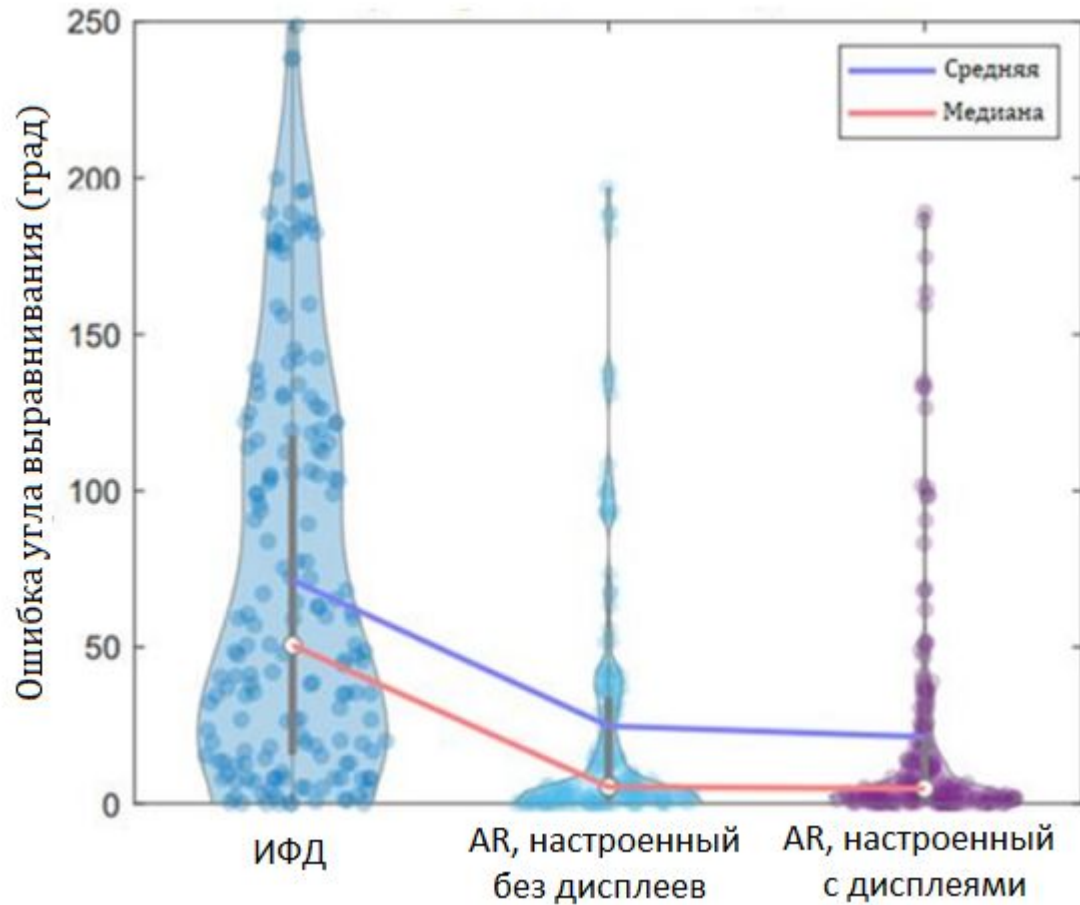 250
200
150
100
50
0
Ошибка угла выравнивания (град)
Средняя
Медиана
ИФД
AR, настроенный
без дисплеев
AR, настроенный
с дисплеями